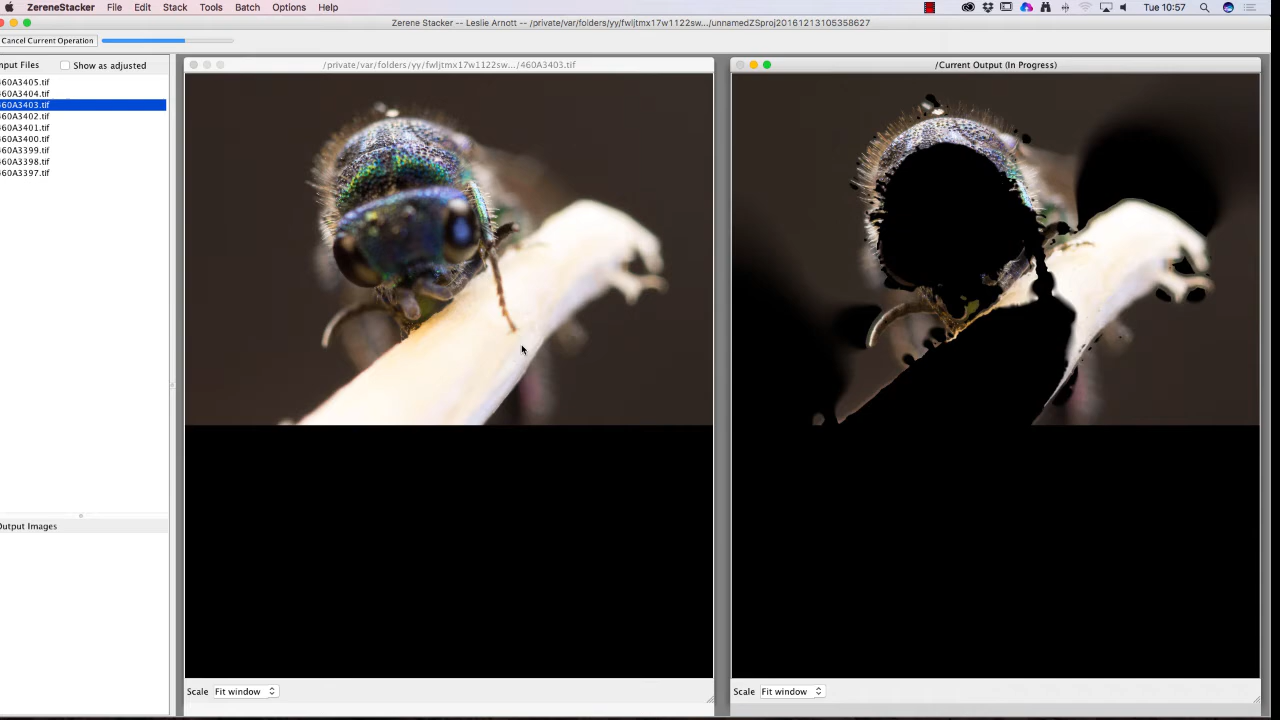 ZereneStacker File Edit Stack Tools Batch Options Help Tue 10:57
Zerene Stacker -- Leslie Arnott -- /private/var/folders/yy/fwljtmx17w1122sw.../unnamedZSproj20161213105358627
Cancel Current Operation
nput Files Show as adjusted
/private/var/folders/yy/fwljtmx17w1122sw.../460A3403.tif
/Current Output (In Progress)
460A3405.tif
460A3404.tif
460A3403.tif
460A3402.tif
460A3401.tif
460A3400.tif
460A3399.tif
460A3398.tif
460A3397.tif
Output Images
Scale Fit window
Scale Fit window